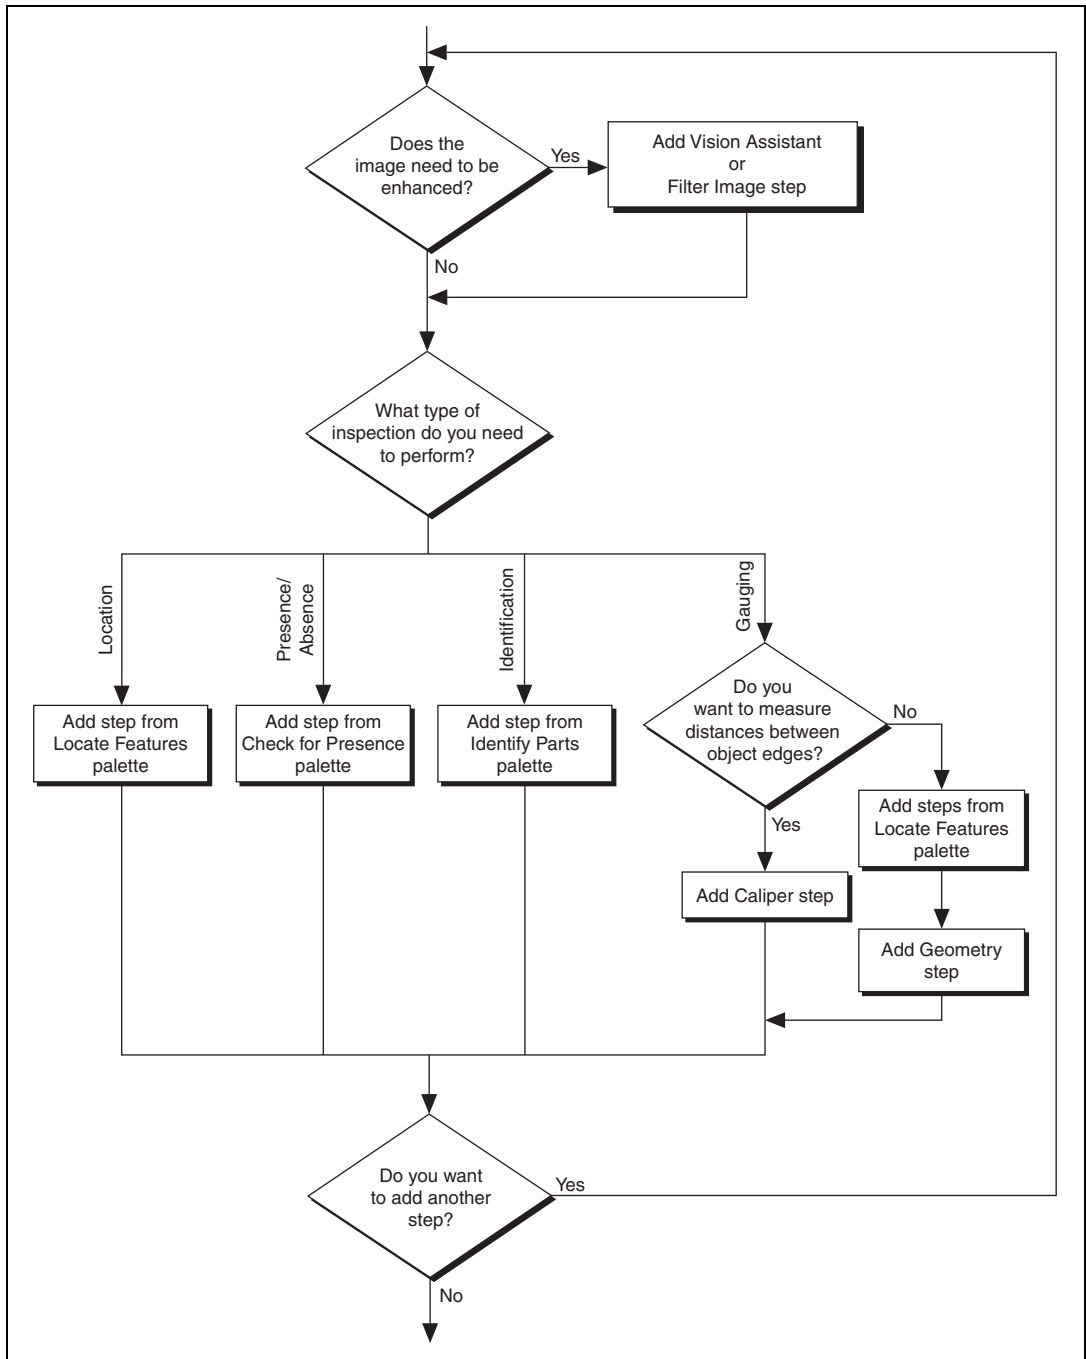 Does the
image need to be
enhanced?
Yes
Add Vision Assistant
or
Filter Image step
No
What type of
inspection do you need
to perform?
Location
Presence/
Absence
Identification
Gauging
Add step from
Locate Features
palette
Add step from
Check for Presence
palette
Add step from
Identify Parts
palette
Do you
want to measure
distances between
object edges?
No
Yes
Add steps from
Locate Features
palette
Add Caliper step
Add Geometry
step
Do you want
to add another
step?
Yes
No